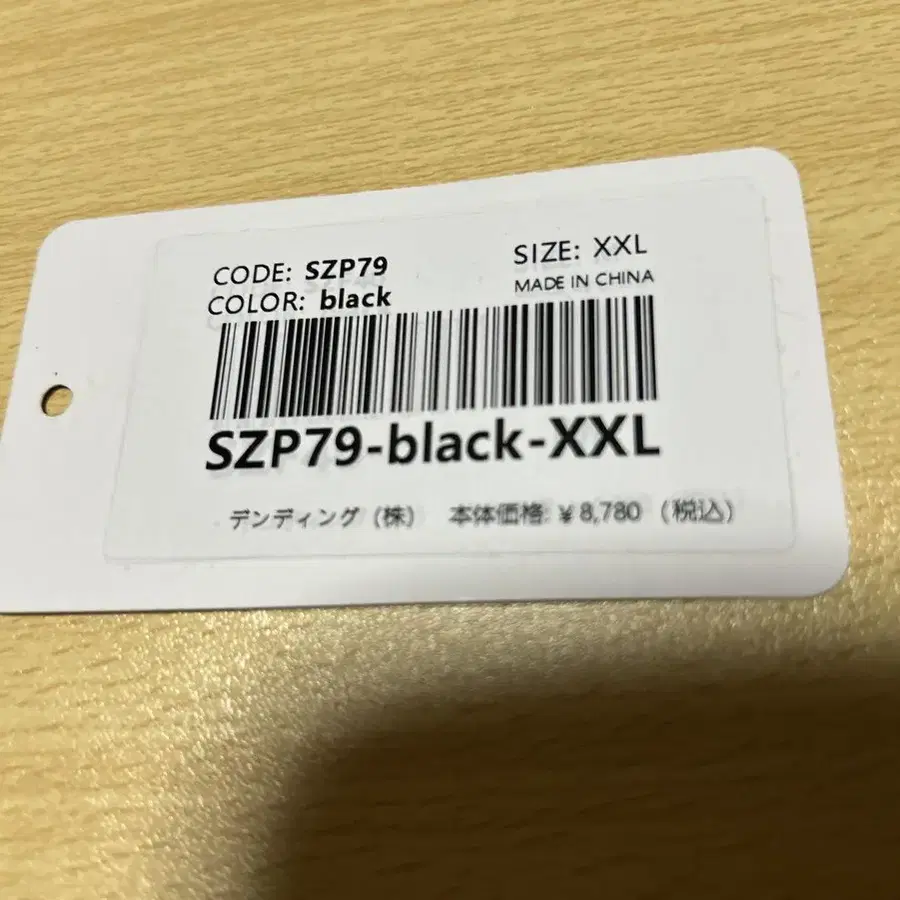 CODE: SZP79
SIZE: XXL
COLOR: black
MADE IN CHINA
SZP79-black-XXL
デンディング (株) 本体価格: ¥8,780 (税込)